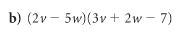 b) (2v − 5w)(3v + 2w − 7)